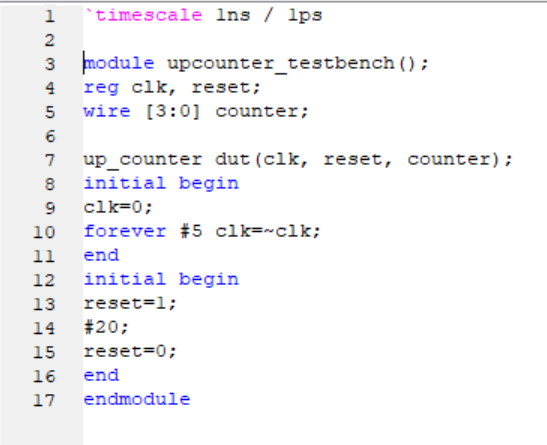 1 `timescale 1ns / 1ps
2
3 module upcounter_testbench();
4 reg clk, reset;
5 wire [3:0] counter;
6
7 up_counter dut(clk, reset, counter);
8 initial begin
9 clk=0;
10 forever #5 clk=~clk;
11 end
12 initial begin
13 reset=1;
14 #20;
15 reset=0;
16 end
17 endmodule